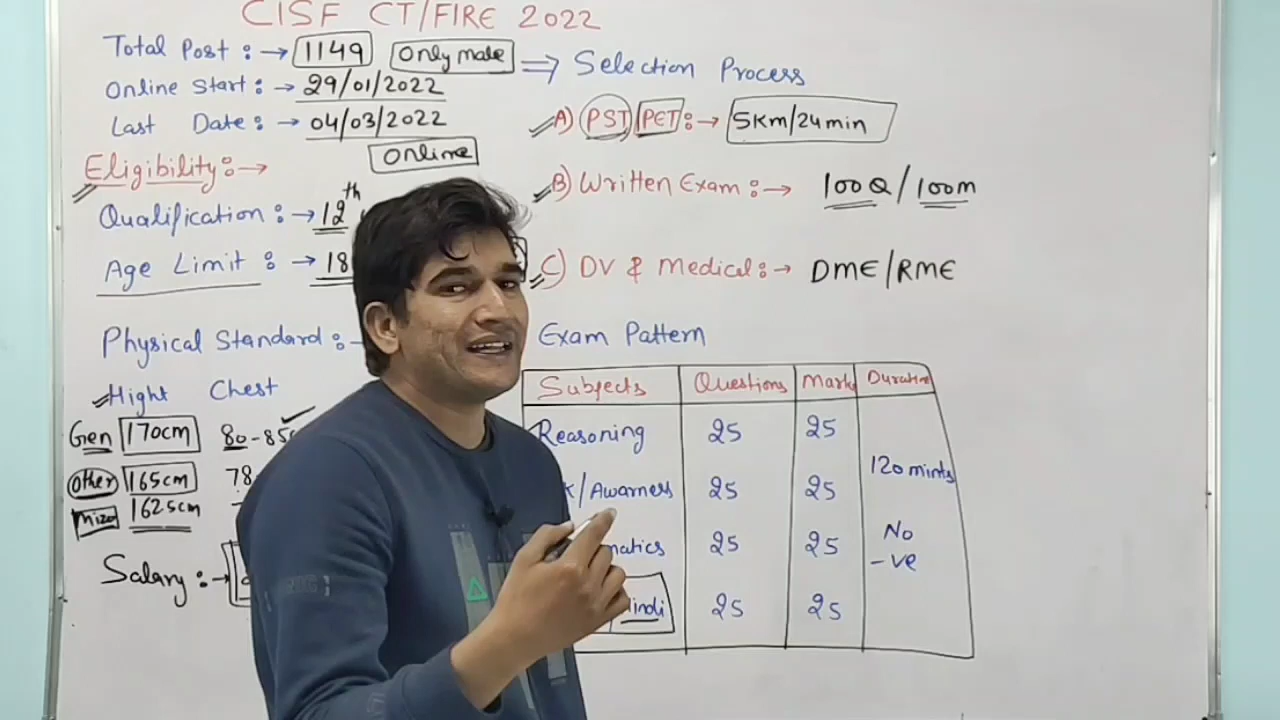 CISF CT/FIRE 2022
Total Post :→ 1149 Only male
Online Start :→ 29/01/2022
Last Date :→ 04/03/2022
Online
Eligibility :→
Qualification :→ 12th
Age Limit :→ 18
Physical Standard :→
Hight Chest
Gen 170cm 80-85
Other 165cm 78
Mizo 162.5cm
Salary :→
⇒ Selection Process
A) PST PET :→ 5Km/24min
B) Written Exam :→ 100Q/100m
C) DV & Medical :→ DME/RME
Exam Pattern
Subjects Questions Marks Duration
Reasoning 25 25
/Awarness 25 25
120 mints
matics 25 25
No
-ve
Hindi 25 25